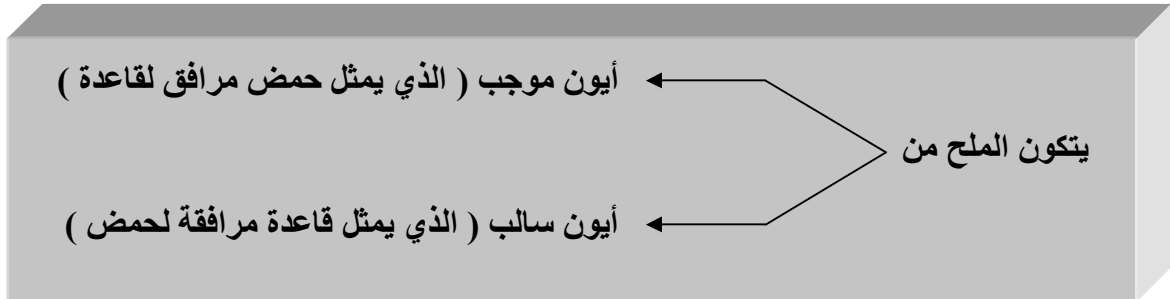 أيون موجب ( الذي يمثل حمض مرافق لقاعدة )
يتكون الملح من
أيون سالب ( الذي يمثل قاعدة مرافقة لحمض )